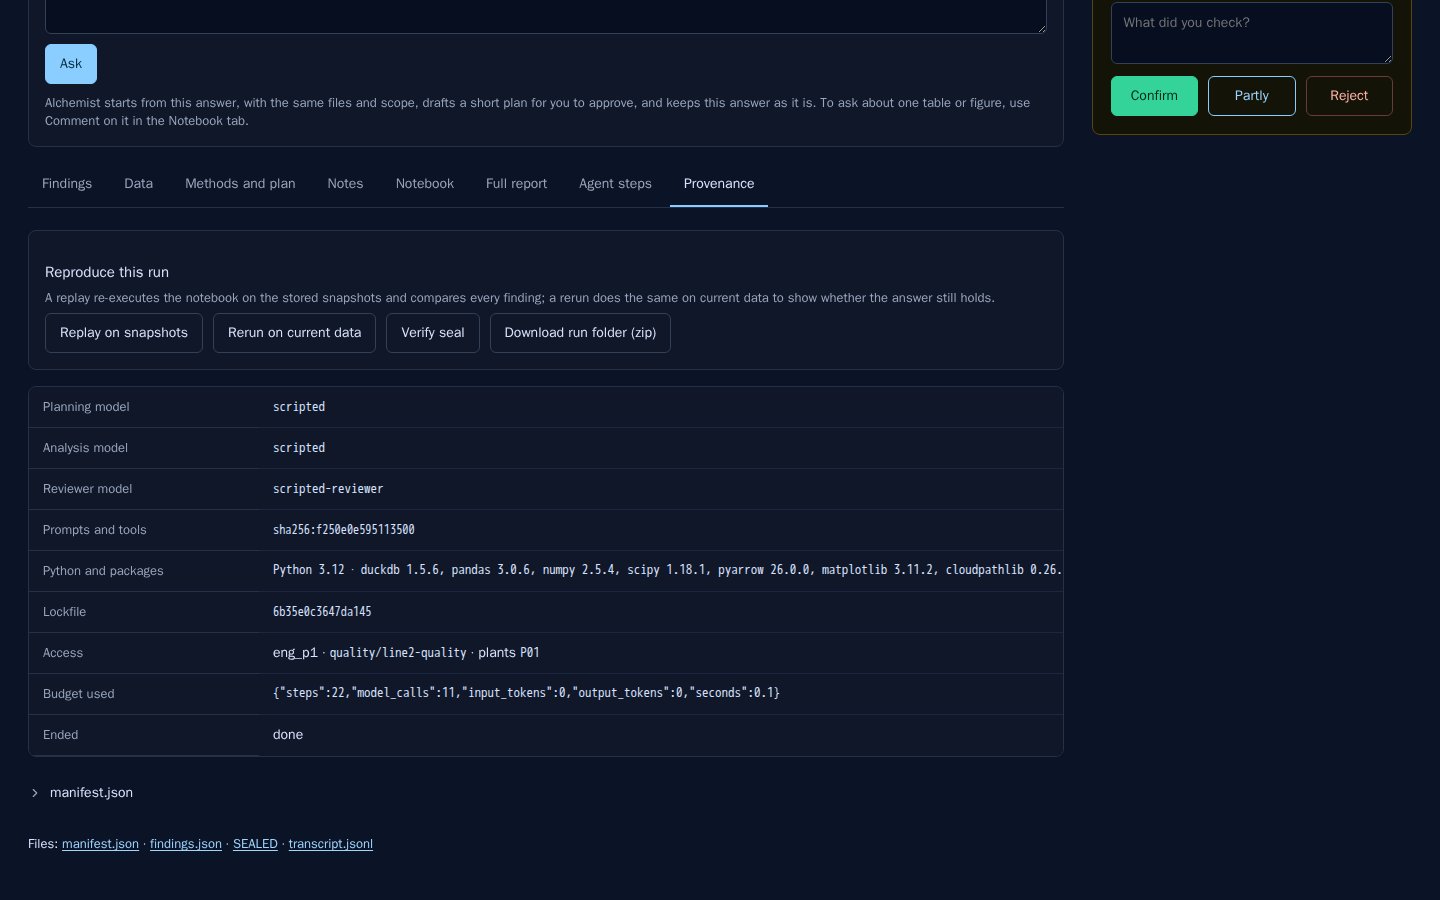 What did you check?
Ask
Alchemist starts from this answer, with the same files and scope, drafts a short plan for you to approve, and keeps this answer as it is. To ask about one table or figure, use
Comment on it in the Notebook tab.
Confirm
Partly
Reject
Findings
Data
Methods and plan
Notes
Notebook
Full report
Agent steps
Provenance
Reproduce this run
A replay re-executes the notebook on the stored snapshots and compares every finding; a rerun does the same on current data to show whether the answer still holds.
Replay on snapshots
Rerun on current data
Verify seal
Download run folder (zip)
Planning model scripted
Analysis model scripted
Reviewer model scripted-reviewer
Prompts and tools sha256:f250e0e595113500
Python and packages Python 3.12 · duckdb 1.5.6, pandas 3.0.6, numpy 2.5.4, scipy 1.18.1, pyarrow 26.0.0, matplotlib 3.11.2, cloudpathlib 0.26.
Lockfile 6b35e0c3647da145
Access eng_p1 · quality/line2-quality · plants P01
Budget used {"steps":22,"model_calls":11,"input_tokens":0,"output_tokens":0,"seconds":0.1}
Ended done
manifest.json
Files: manifest.json · findings.json · SEALED · transcript.jsonl